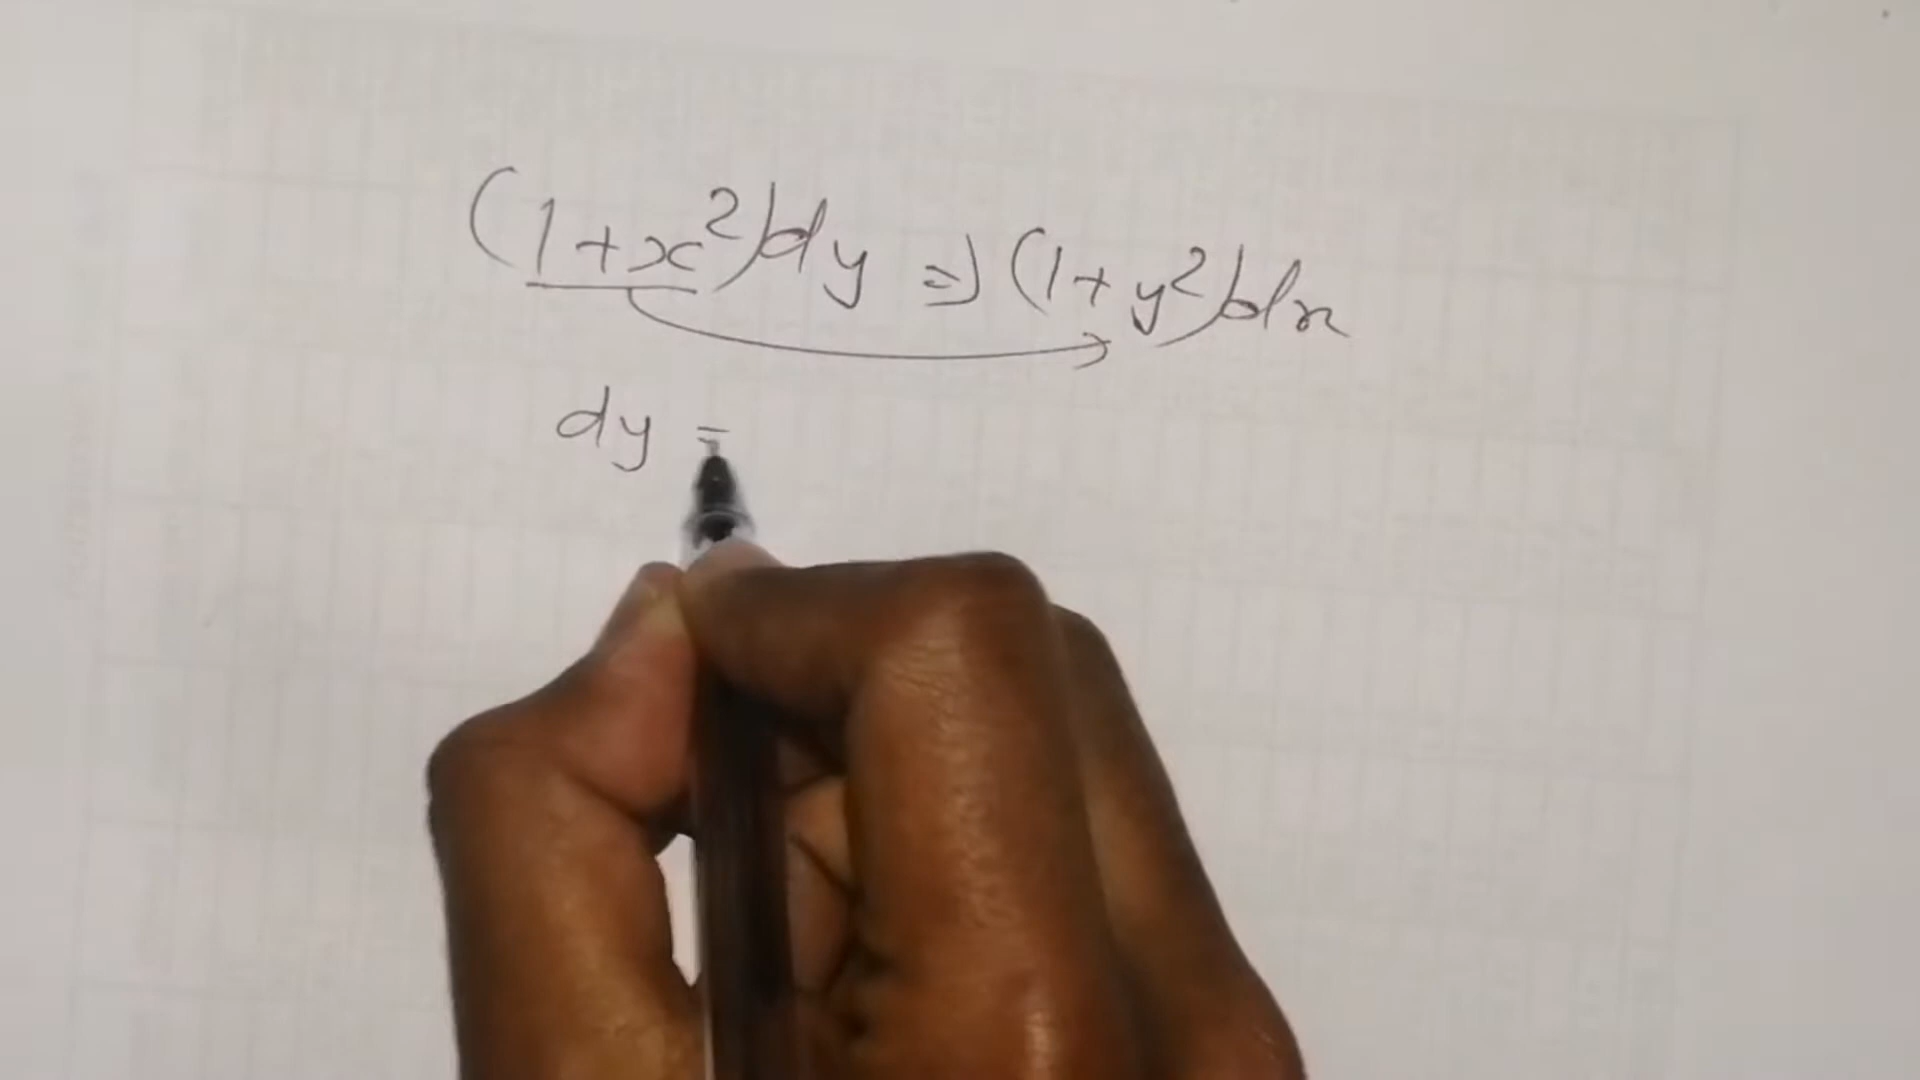 (1+x²)dy => (1+y²)dx
dy =